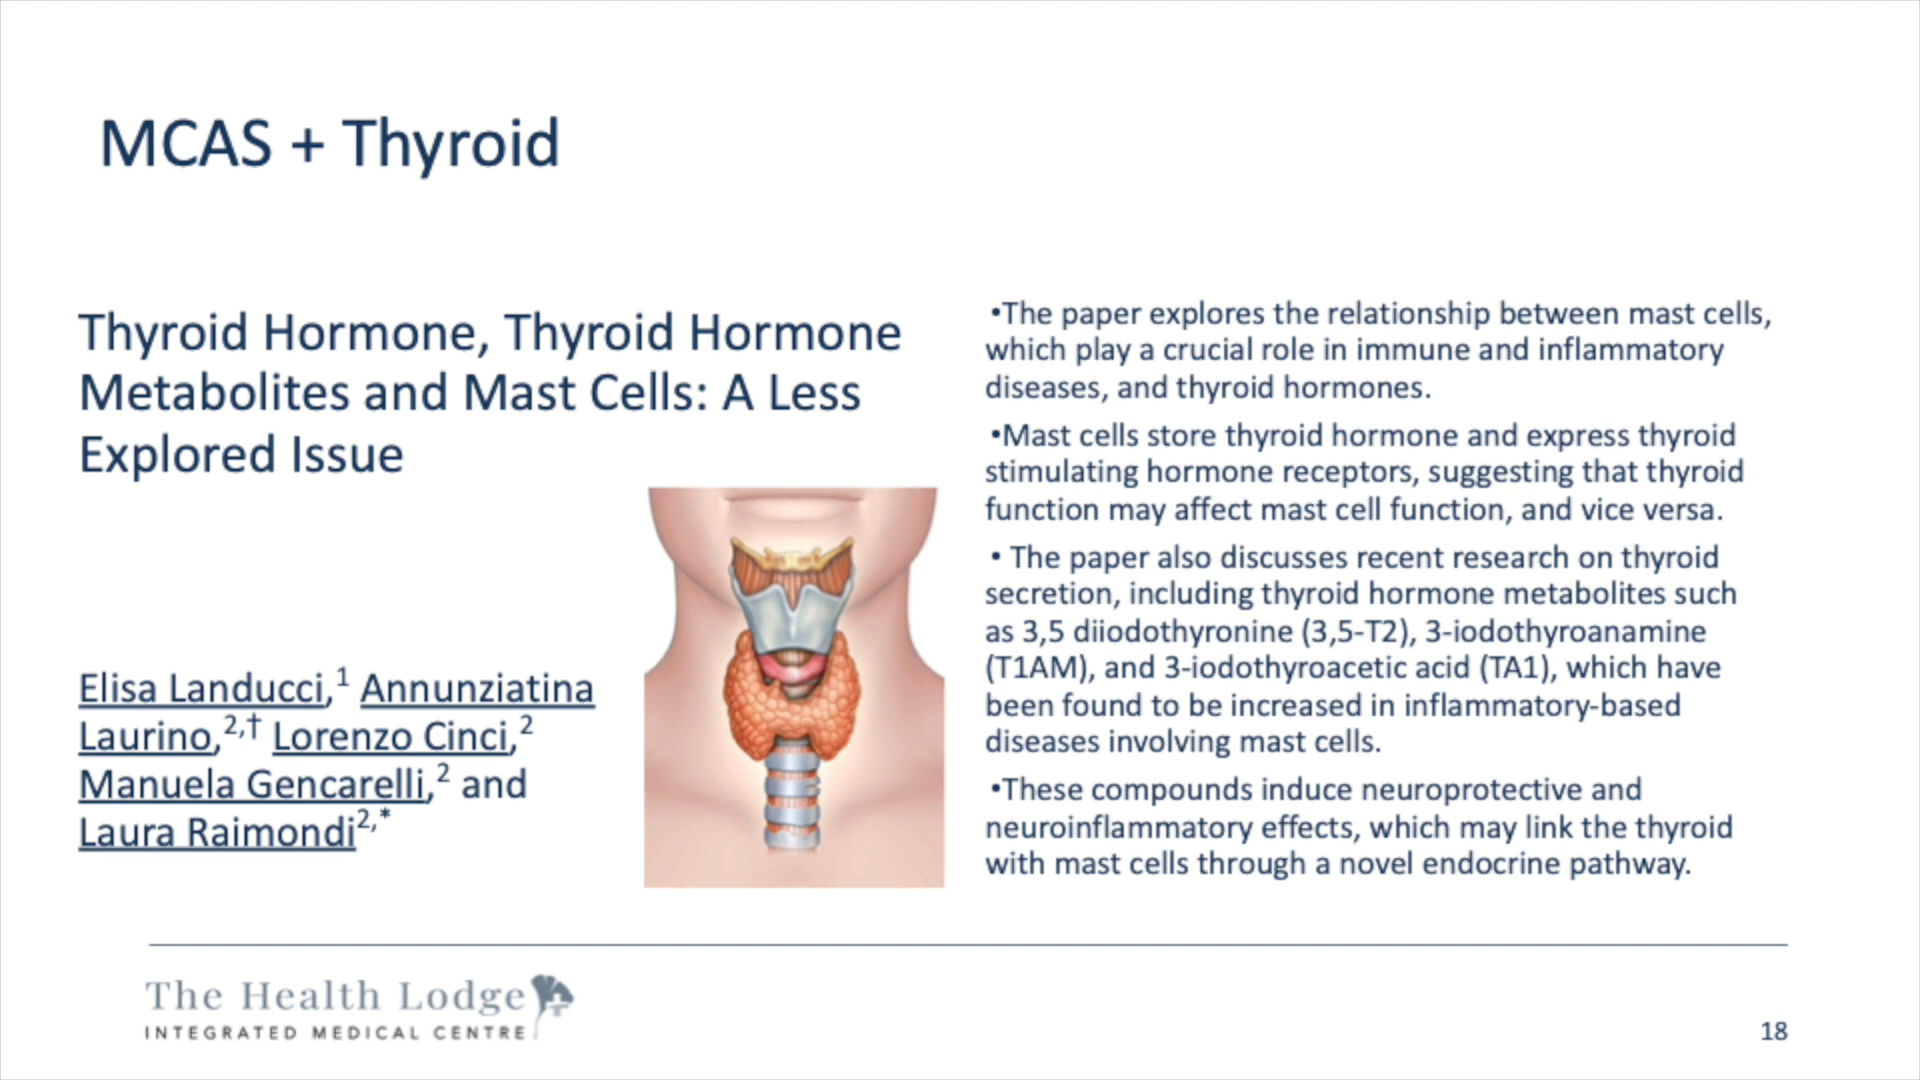 MCAS + Thyroid
Thyroid Hormone, Thyroid Hormone
Metabolites and Mast Cells: A Less
Explored Issue
Elisa Landucci,1 Annunziatina
Laurino,2,† Lorenzo Cinci,2
Manuela Gencarelli,2 and
Laura Raimondi2,*
•The paper explores the relationship between mast cells,
which play a crucial role in immune and inflammatory
diseases, and thyroid hormones.
•Mast cells store thyroid hormone and express thyroid
stimulating hormone receptors, suggesting that thyroid
function may affect mast cell function, and vice versa.
• The paper also discusses recent research on thyroid
secretion, including thyroid hormone metabolites such
as 3,5 diiodothyronine (3,5-T2), 3-iodothyroanamine
(T1AM), and 3-iodothyroacetic acid (TA1), which have
been found to be increased in inflammatory-based
diseases involving mast cells.
•These compounds induce neuroprotective and
neuroinflammatory effects, which may link the thyroid
with mast cells through a novel endocrine pathway.
The Health Lodge
INTEGRATED MEDICAL CENTRE
18